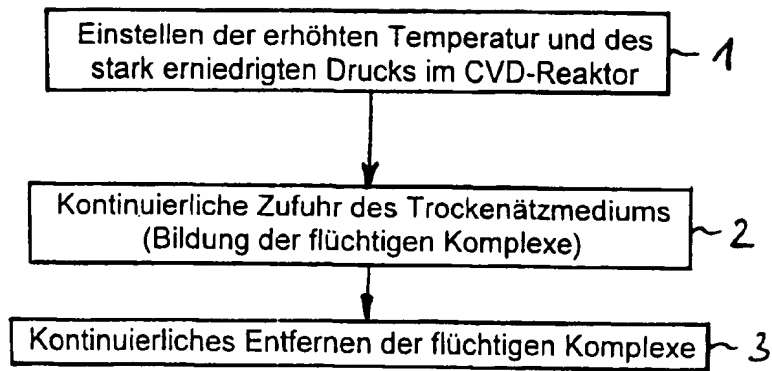 Einstellen der erhöhten Temperatur und des
stark erniedrigten Drucks im CVD-Reaktor
1
Kontinuierliche Zufuhr des Trockenätzmediums
(Bildung der flüchtigen Komplexe)
2
Kontinuierliches Entfernen der flüchtigen Komplexe
3